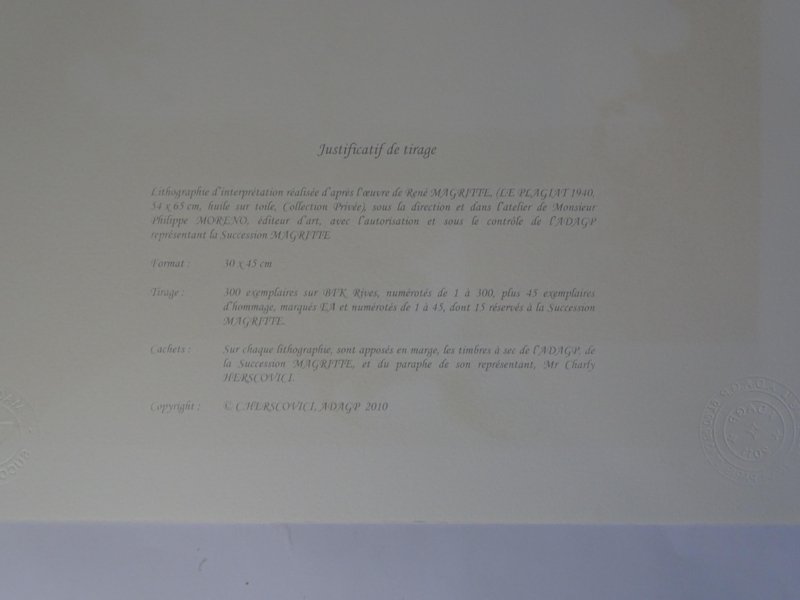 Justificatif de tirage
Lithographie d'interprétation réalisée d'après l'œuvre de René MAGRITTE, (LE PLAGIAT 1940,
54 x 65 cm, huile sur toile, Collection Privée), sous la direction et dans l'atelier de Monsieur
Philippe MORENO, éditeur d'art, avec l'autorisation et sous le contrôle de l'ADAGP
représentant la Succession MAGRITTE.
Format : 30 x 45 cm
Tirage : 300 exemplaires sur BFK Rives, numérotés de 1 à 300, plus 45 exemplaires
d'hommage, marqués EA et numérotés de 1 à 45, dont 15 réservés à la Succession
MAGRITTE.
Cachets : Sur chaque lithographie, sont apposés en marge, les timbres à sec de l'ADAGP, de
la Succession MAGRITTE, et du paraphe de son représentant, Mr Charly
HERSCOVICI.
Copyright : © C.HERSCOVICI, ADAGP 2010